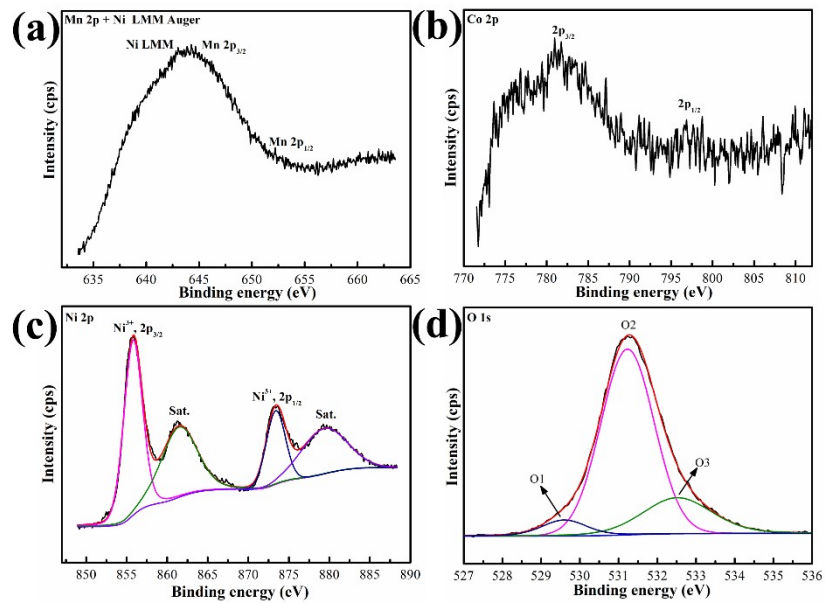 (a)
Mn 2p + Ni LMM Auger
Ni LMM
Mn 2p3/2
Mn 2p1/2
Intensity (cps)
635 640 645 650 655 660 665
Binding energy (eV)
(b)
Co 2p
2p3/2
2p1/2
Intensity (cps)
770 775 780 785 790 795 800 805 810
Binding energy (eV)
(c)
Ni 2p
Ni3+, 2p3/2
Sat.
Ni3+, 2p1/2
Sat.
Intensity (cps)
850 855 860 865 870 875 880 885 890
Binding energy (eV)
(d)
O 1s
O2
O1
O3
Intensity (cps)
527 528 529 530 531 532 533 534 535 536
Binding energy (eV)